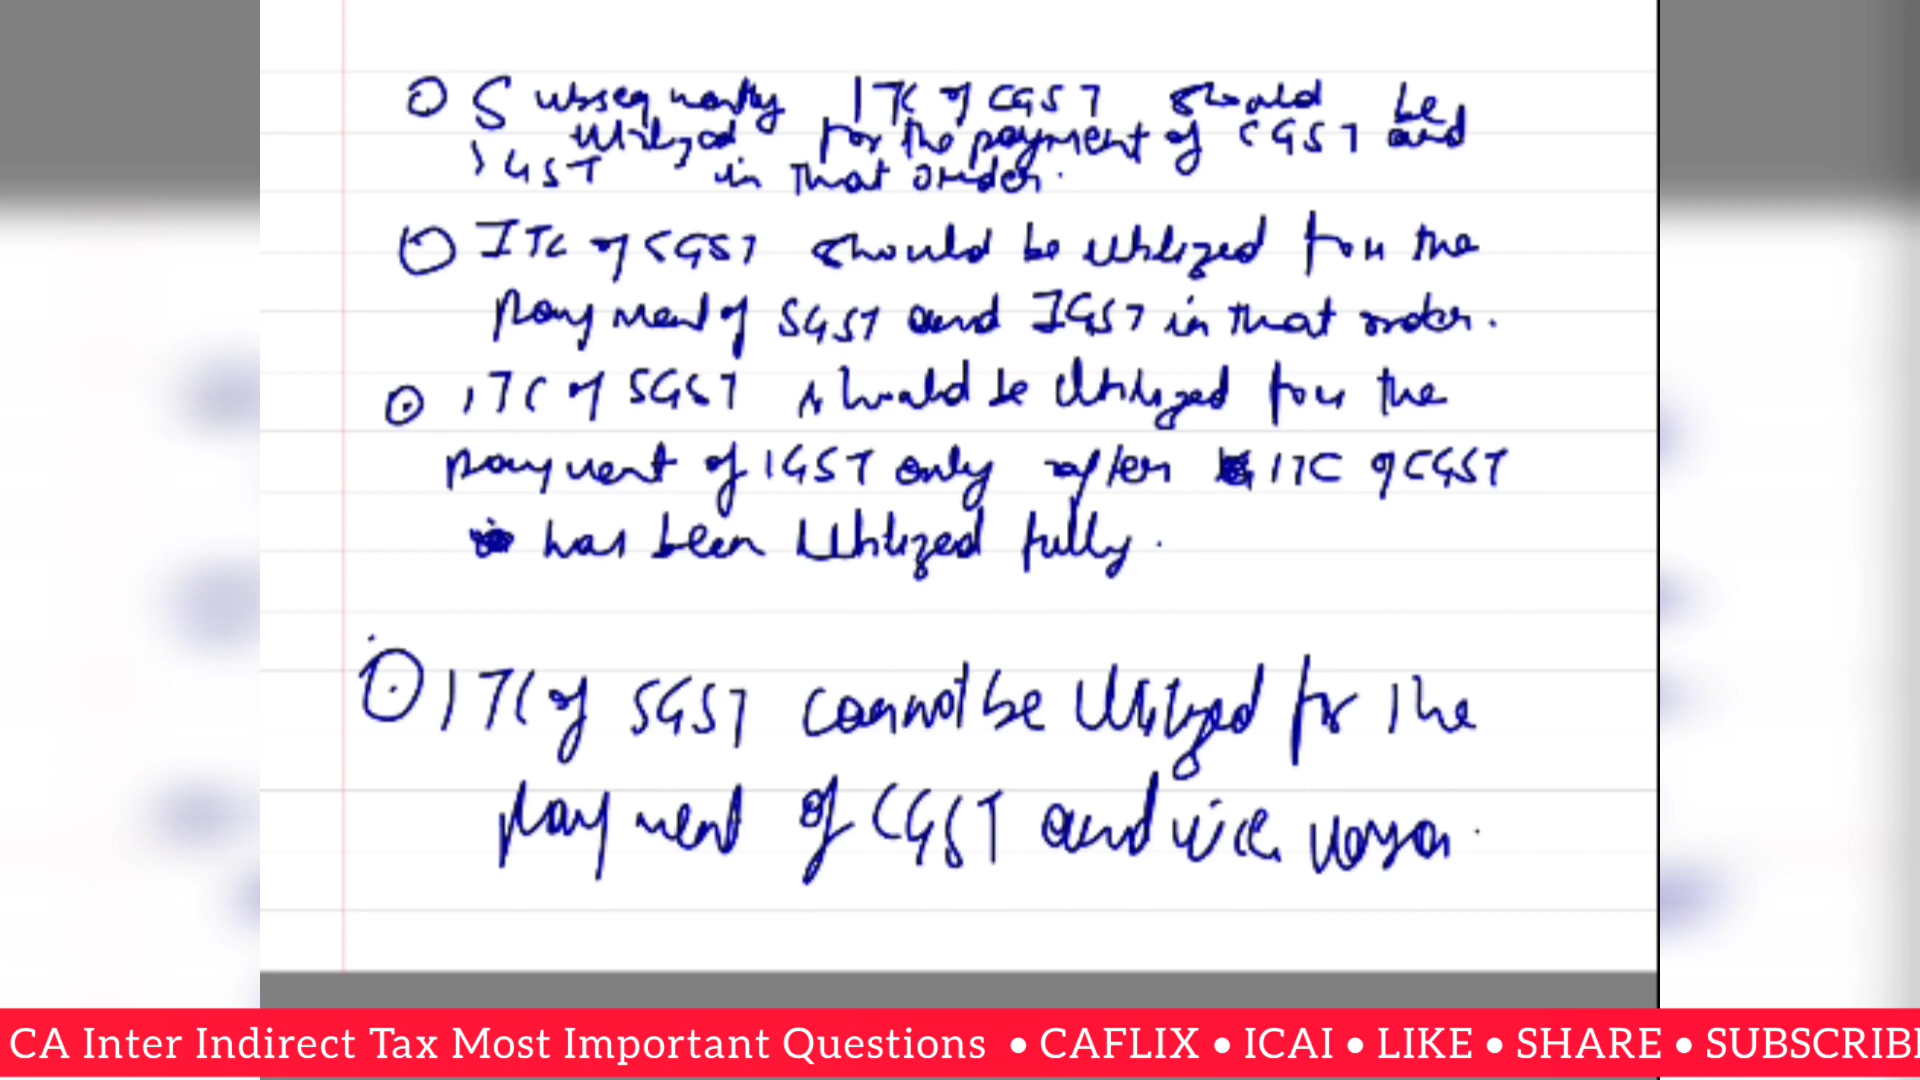 Subsequently ITC of CGST should be
utilized for the payment of CGST and
IGST in that order.
ITC of SGST should be utilized for the
payment of SGST and IGST in that order.
ITC of SGST should be utilized for the
payment of IGST only after ITC of CGST
has been utilized fully.
ITC of SGST cannot be utilized for the
payment of CGST and vice versa.
CA Inter Indirect Tax Most Important Questions • CAFLIX • ICAI • LIKE • SHARE • SUBSCRIB